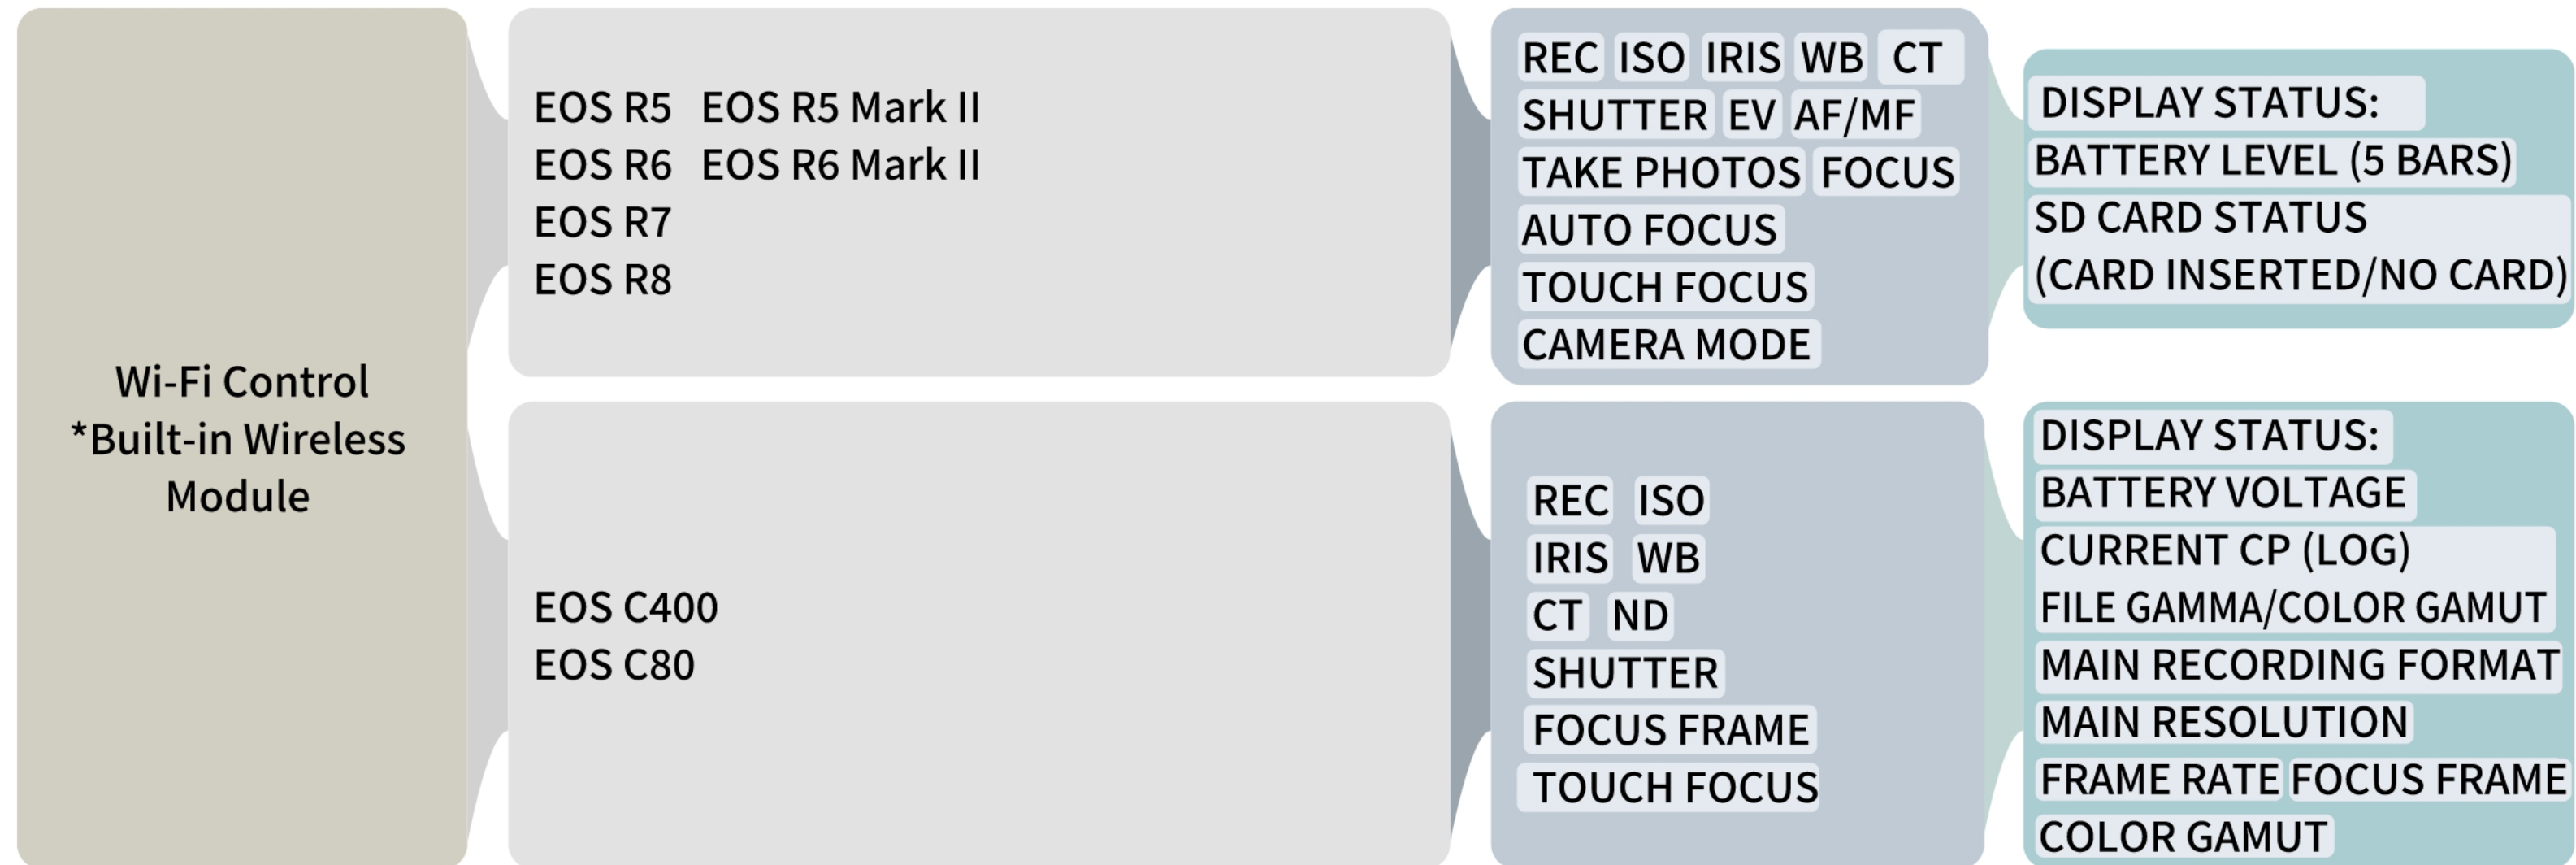 Wi-Fi Control
*Built-in Wireless
Module
EOS R5 EOS R5 Mark II
EOS R6 EOS R6 Mark II
EOS R7
EOS R8
REC ISO IRIS WB CT
SHUTTER EV AF/MF
TAKE PHOTOS FOCUS
AUTO FOCUS
TOUCH FOCUS
CAMERA MODE
DISPLAY STATUS:
BATTERY LEVEL (5 BARS)
SD CARD STATUS
(CARD INSERTED/NO CARD)
EOS C400
EOS C80
REC ISO
IRIS WB
CT ND
SHUTTER
FOCUS FRAME
TOUCH FOCUS
DISPLAY STATUS:
BATTERY VOLTAGE
CURRENT CP (LOG)
FILE GAMMA/COLOR GAMUT
MAIN RECORDING FORMAT
MAIN RESOLUTION
FRAME RATE FOCUS FRAME
COLOR GAMUT